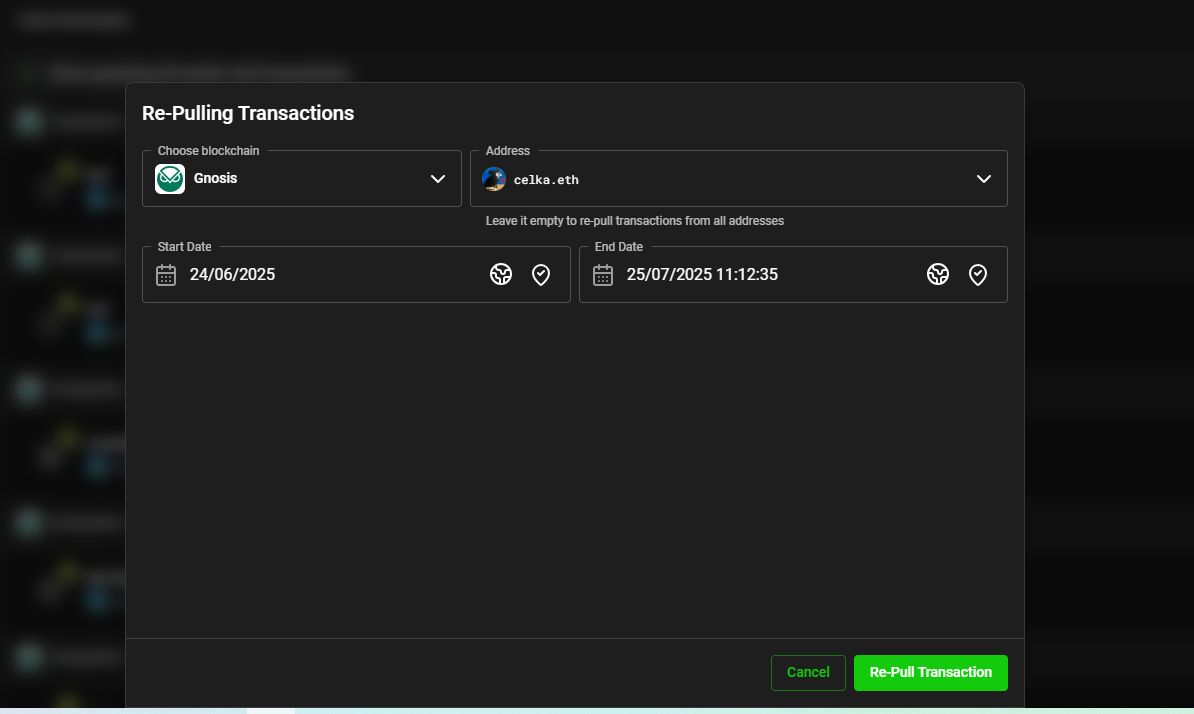 Re-Pulling Transactions
Choose blockchain
Gnosis
Address
celka.eth
Leave it empty to re-pull transactions from all addresses
Start Date
24/06/2025
End Date
25/07/2025 11:12:35
Cancel
Re-Pull Transaction